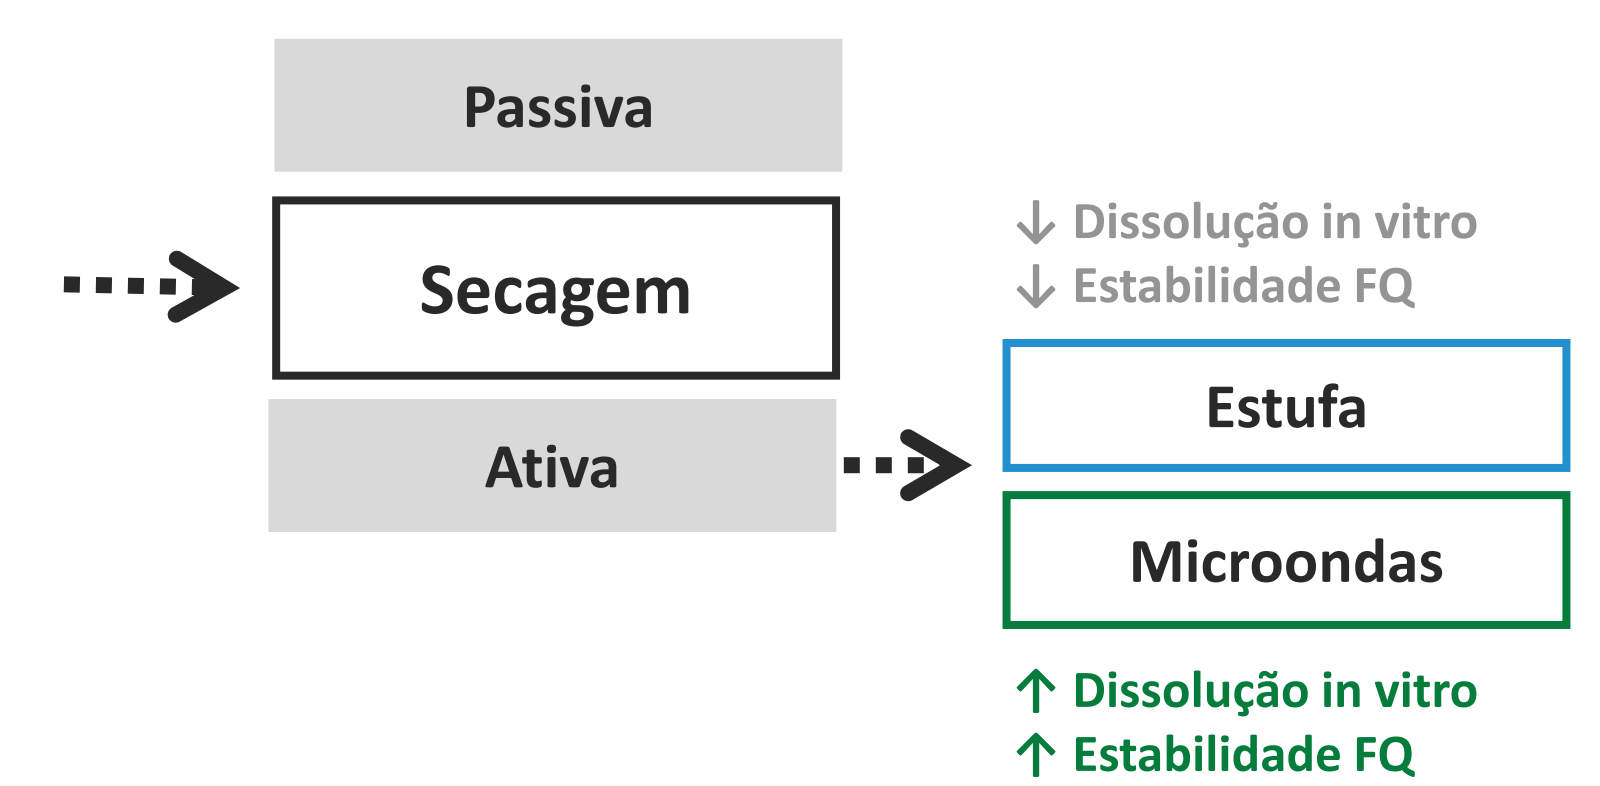 Passiva
Secagem
Ativa
↓ Dissolução in vitro
↓ Estabilidade FQ
Estufa
Microondas
↑ Dissolução in vitro
↑ Estabilidade FQ